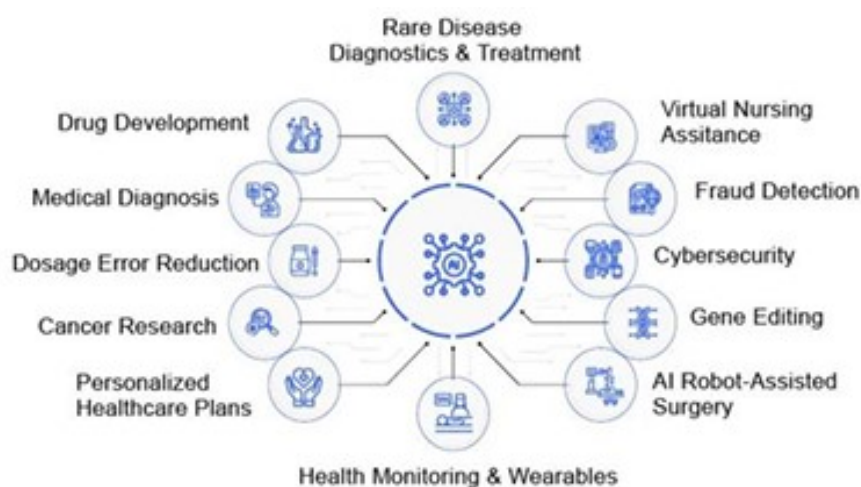 Rare Disease
Diagnostics & Treatment
Drug Development
Virtual Nursing
Assitance
Medical Diagnosis
Fraud Detection
Dosage Error Reduction
Cybersecurity
AI
Cancer Research
Gene Editing
Personalized
Healthcare Plans
AI Robot-Assisted
Surgery
Health Monitoring & Wearables